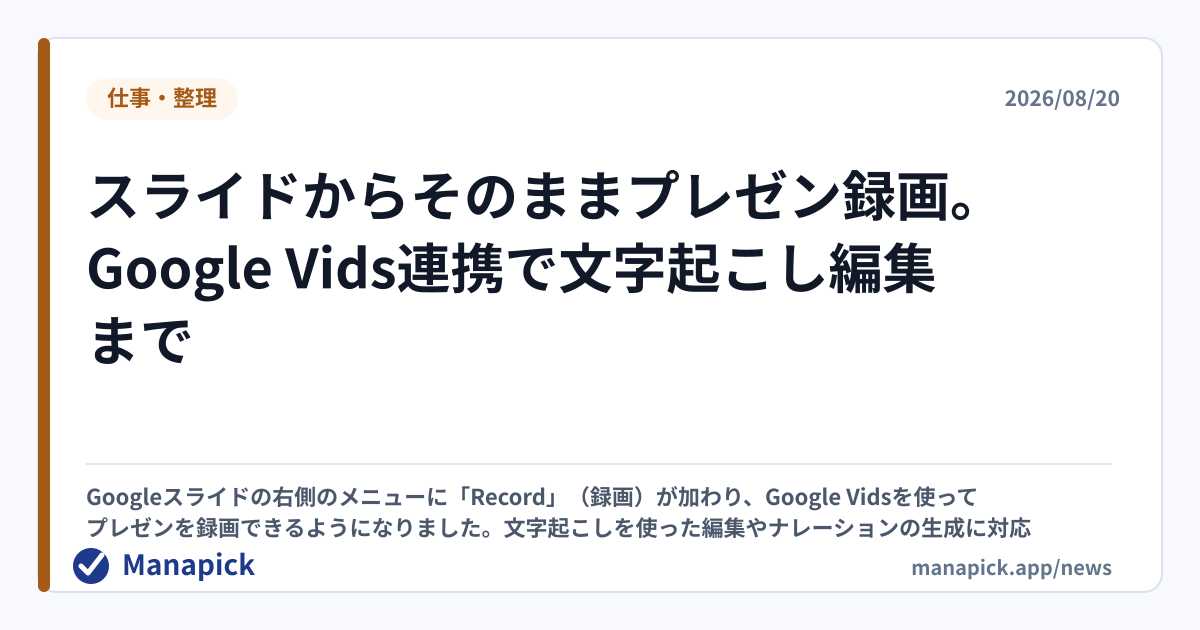 仕事・整理
2026/08/20
スライドからそのままプレゼン録画。
Google Vids連携で文字起こし編集
まで
Googleスライドの右側のメニューに「Record」（録画）が加わり、Google Vidsを使って
プレゼンを録画できるようになりました。文字起こしを使った編集やナレーションの生成に対応
Manapick
manapick.app/news